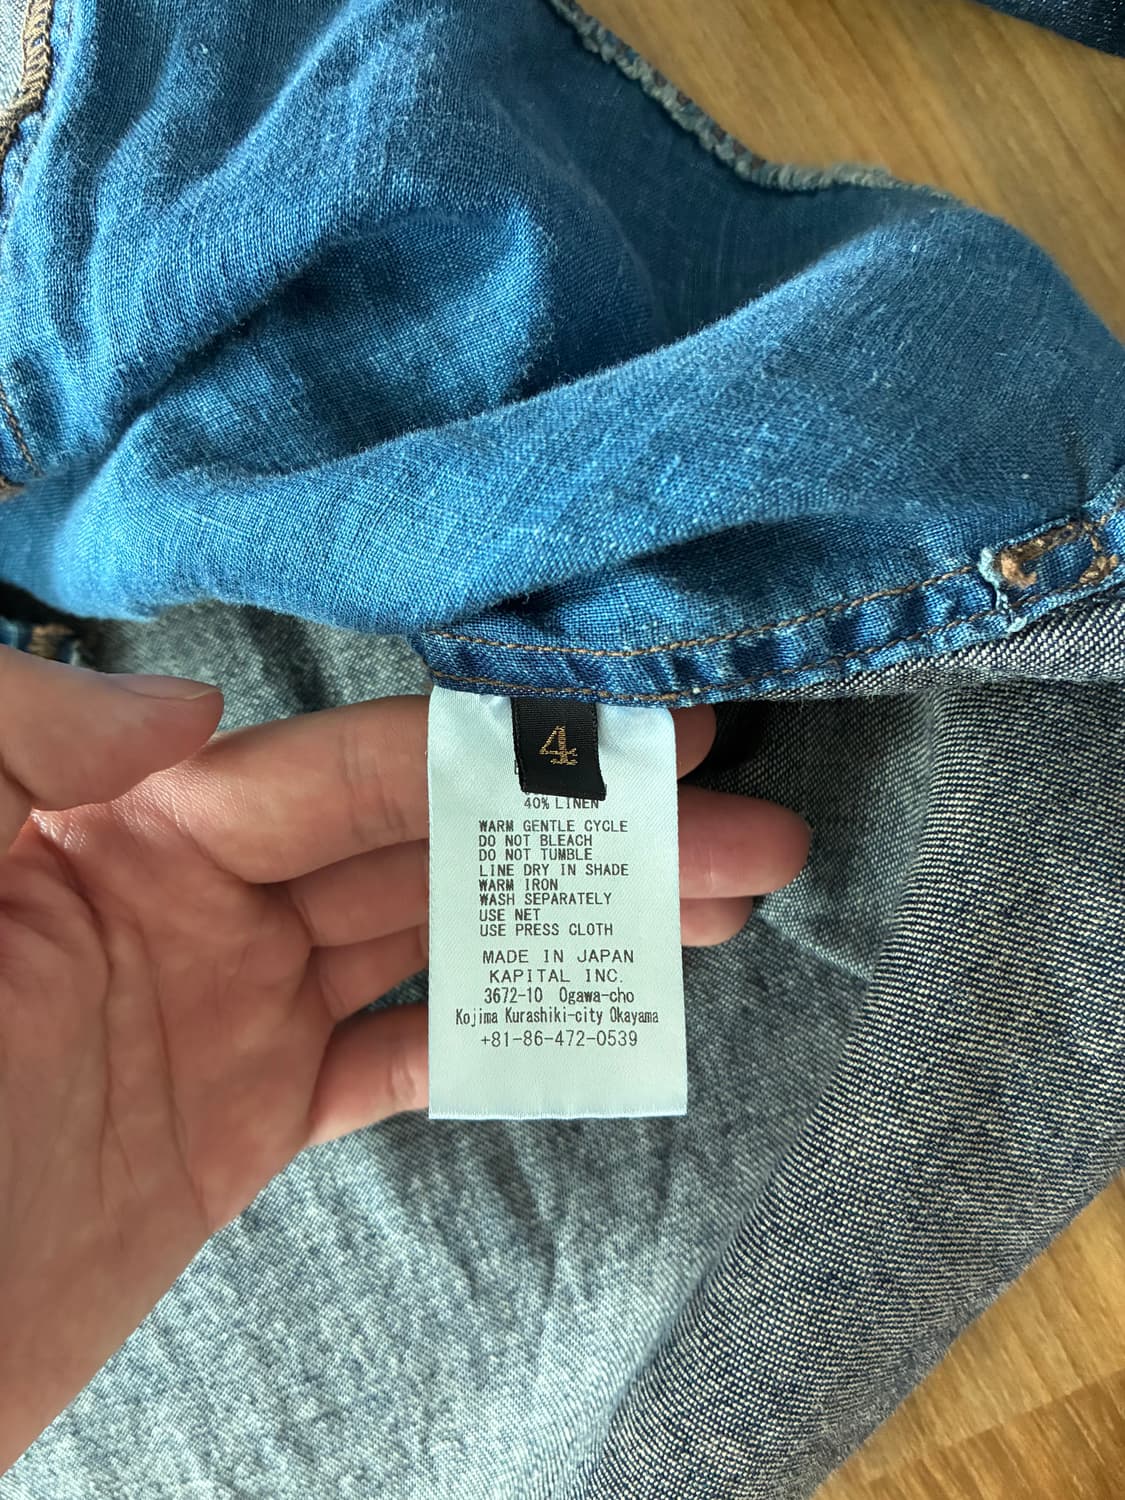 4
40% LINEN
WARM GENTLE CYCLE
DO NOT BLEACH
DO NOT TUMBLE
LINE DRY IN SHADE
WARM IRON
WASH SEPARATELY
USE NET
USE PRESS CLOTH
MADE IN JAPAN
KAPITAL INC.
3672-10 Ogawa-cho
Kojima Kurashiki-city Okayama
+81-86-472-0539